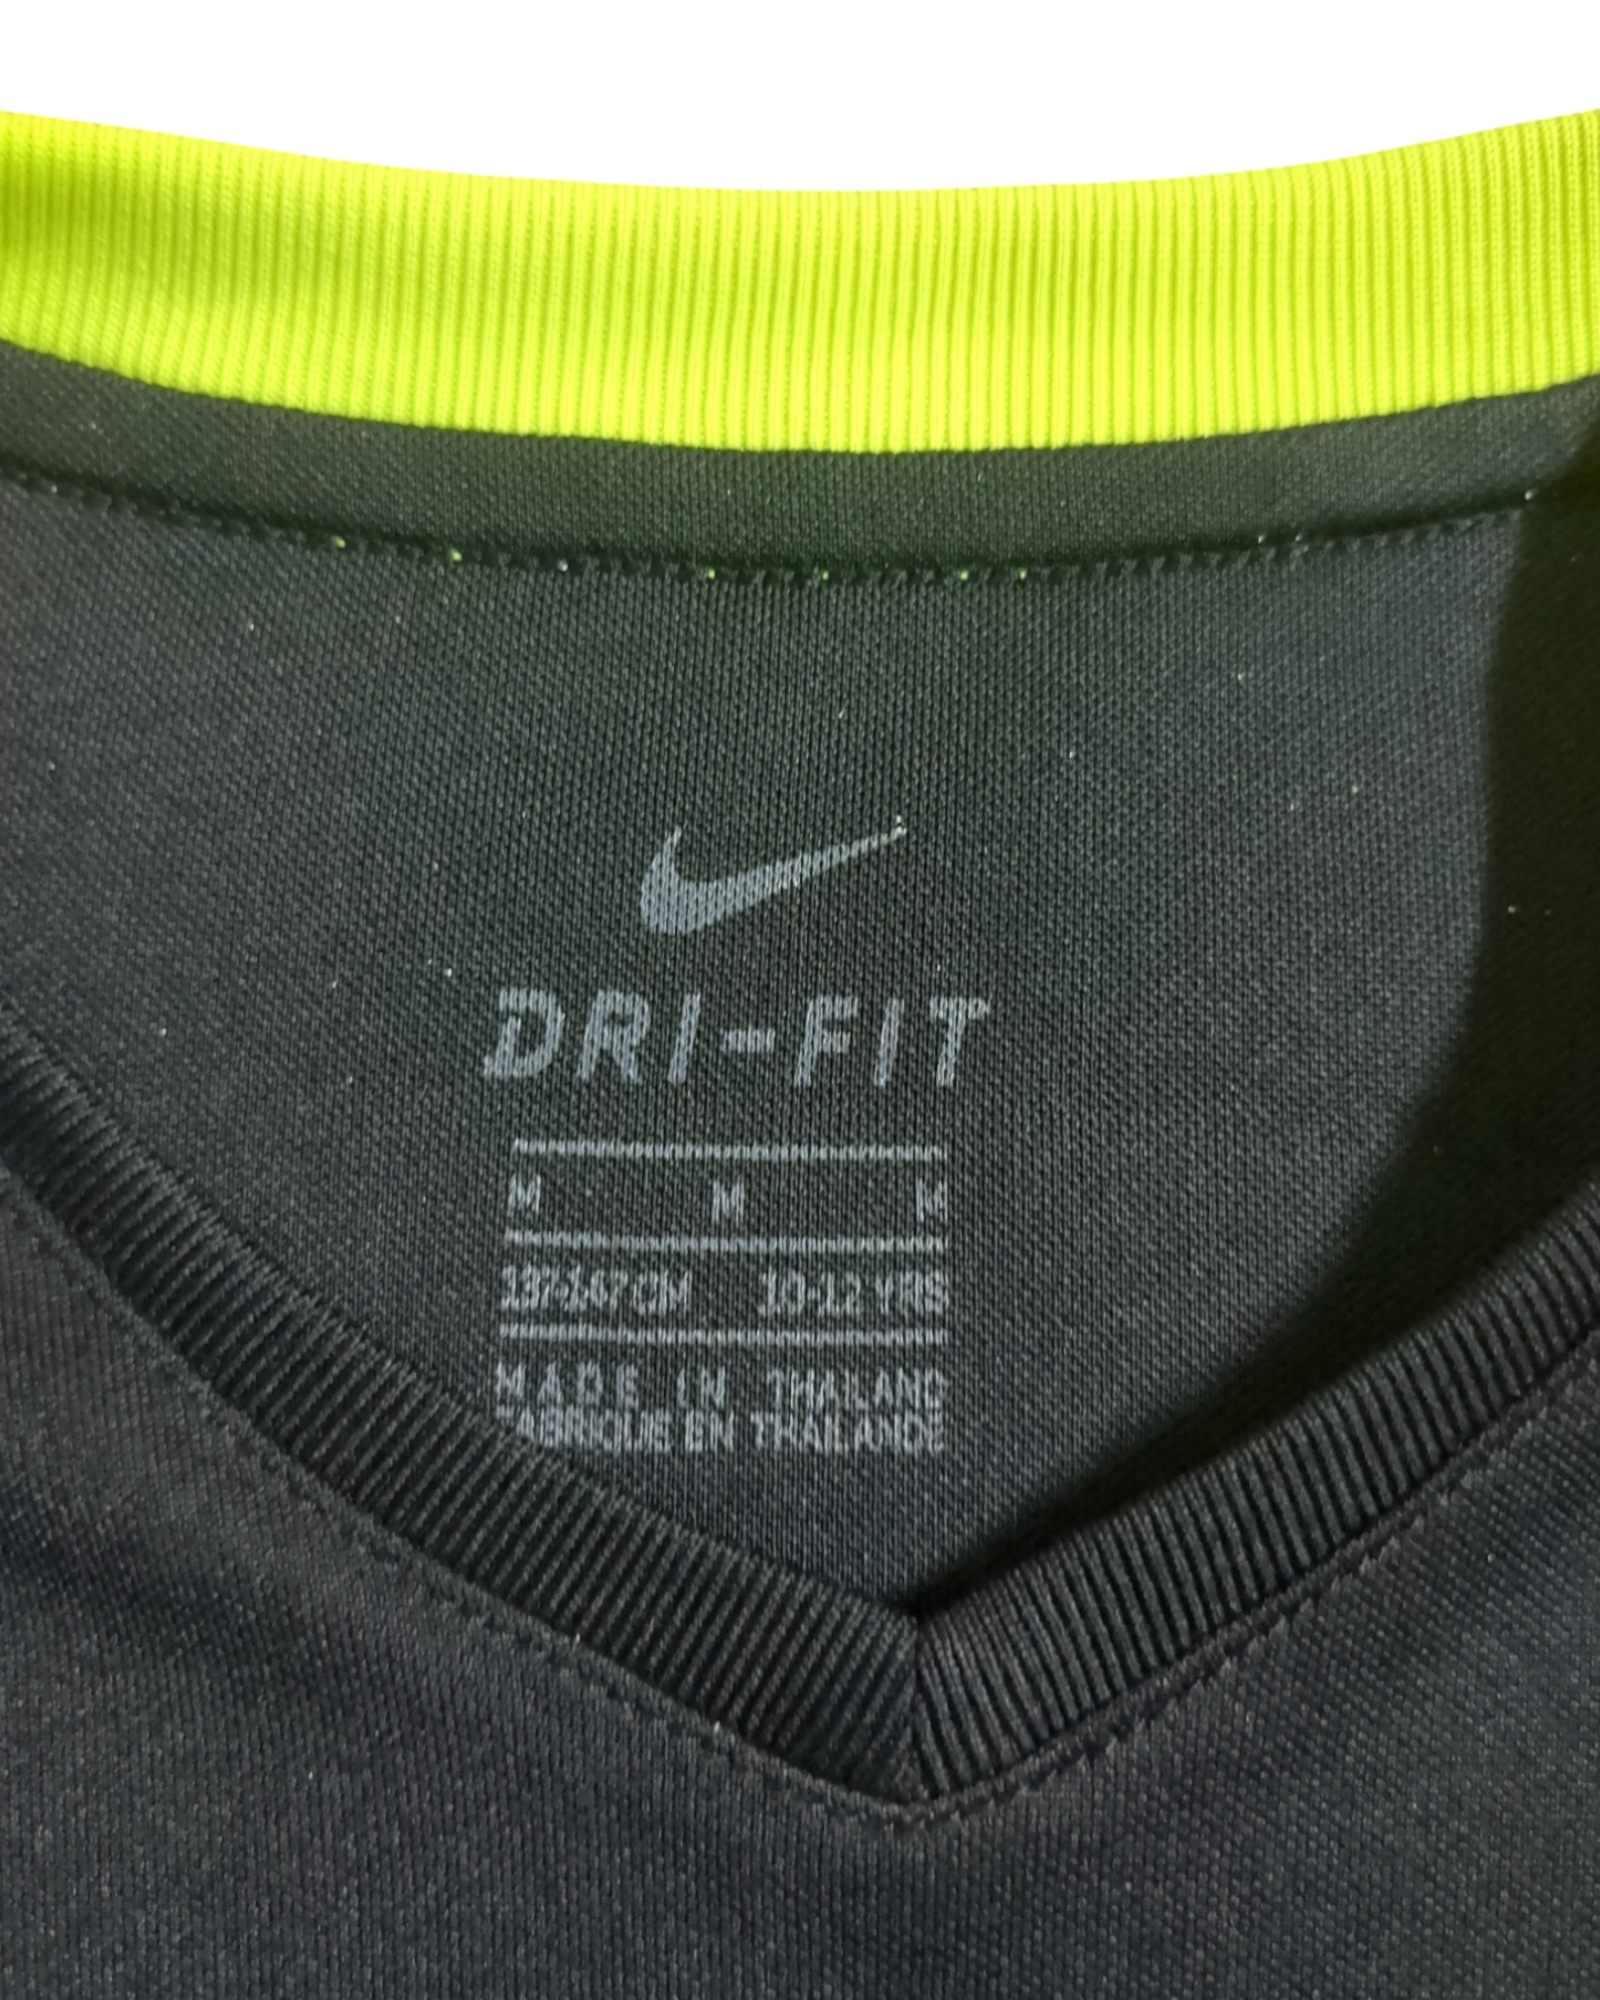 DRI-FIT
M M M
137-147 CM 10-12 YRS
MADE IN THAILAND
FABRIQUE EN THAILANDE